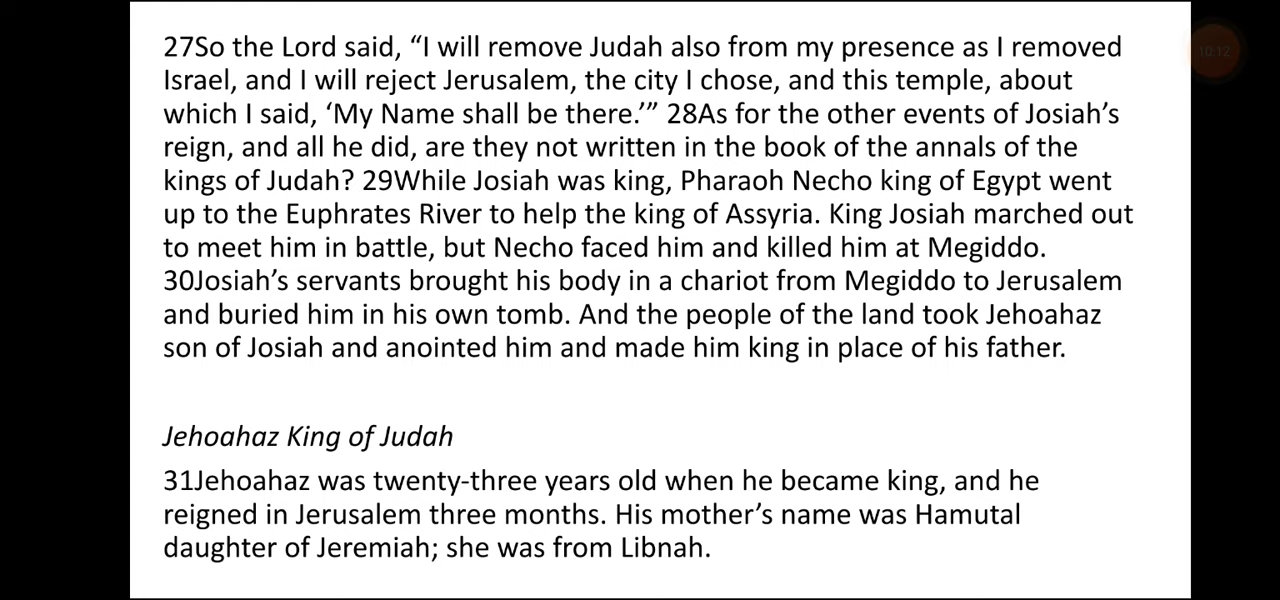 27So the Lord said, “I will remove Judah also from my presence as I removed
Israel, and I will reject Jerusalem, the city I chose, and this temple, about
which I said, ‘My Name shall be there.’” 28As for the other events of Josiah’s
reign, and all he did, are they not written in the book of the annals of the
kings of Judah? 29While Josiah was king, Pharaoh Necho king of Egypt went
up to the Euphrates River to help the king of Assyria. King Josiah marched out
to meet him in battle, but Necho faced him and killed him at Megiddo.
30Josiah’s servants brought his body in a chariot from Megiddo to Jerusalem
and buried him in his own tomb. And the people of the land took Jehoahaz
son of Josiah and anointed him and made him king in place of his father.
Jehoahaz King of Judah
31Jehoahaz was twenty-three years old when he became king, and he
reigned in Jerusalem three months. His mother’s name was Hamutal
daughter of Jeremiah; she was from Libnah.
10:12